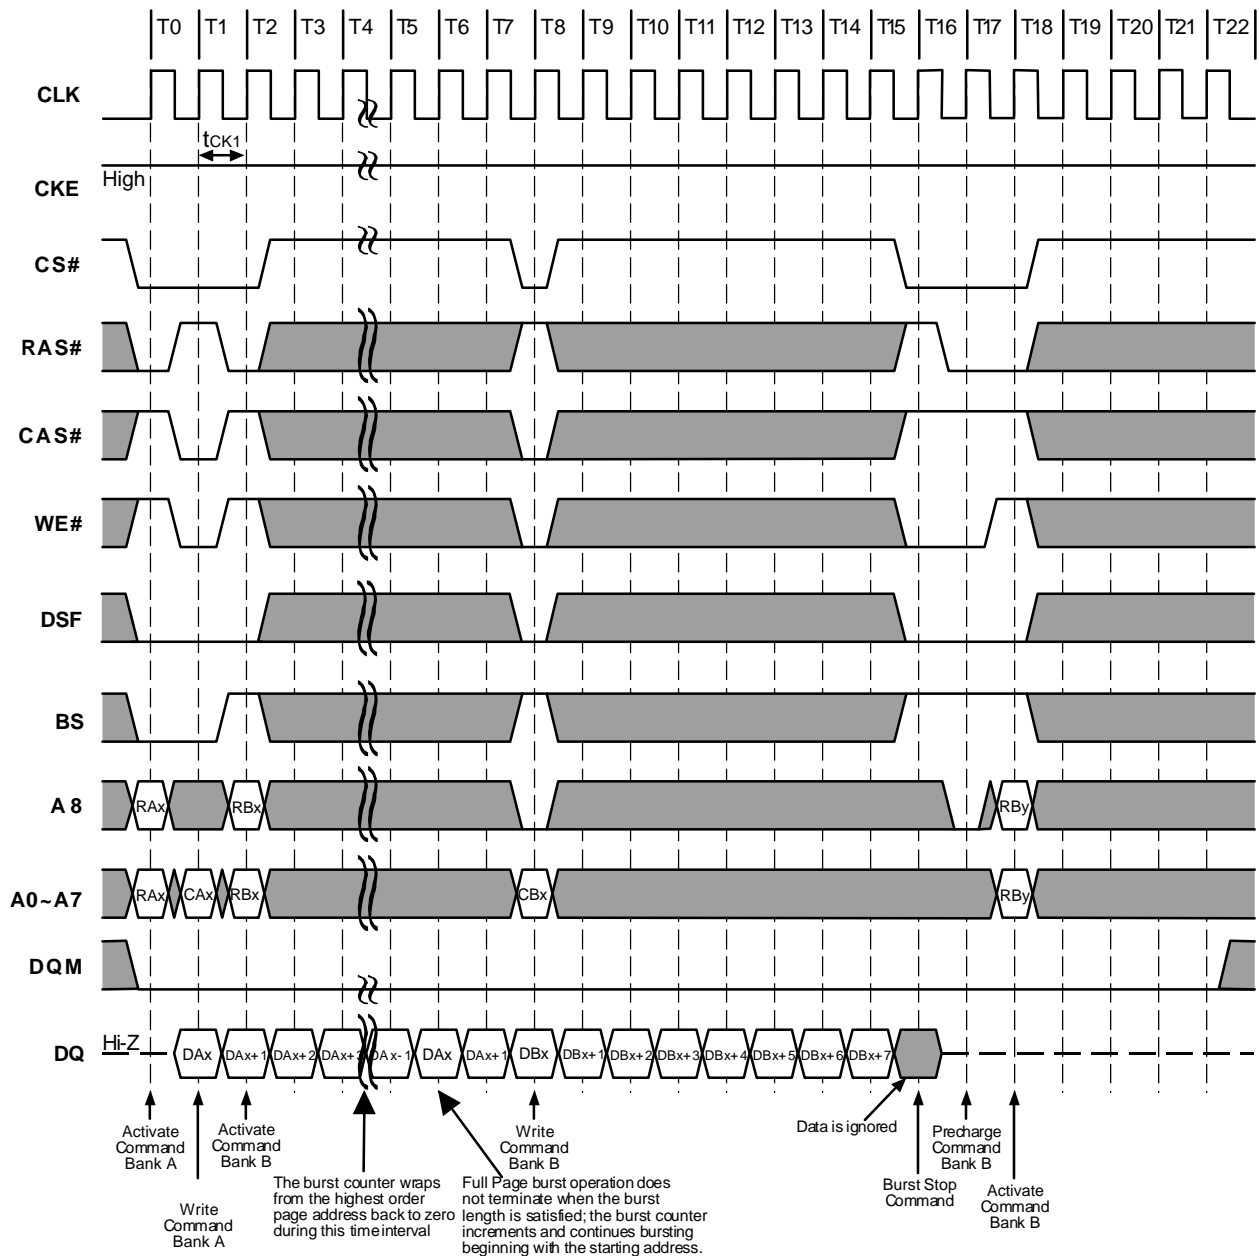 T0 T1 T2 T3 T4 T5 T6 T7 T8 T9 T10 T11 T12 T13 T14 T15 T16 T17 T18 T19 T20 T21 T22
CLK
tCK1
High
CKE
CS#
RAS#
CAS#
WE#
DSF
BS
A8 RAx RBx RBy
A0~A7 RAx CAx RBx CBx RBy
DQM
Hi-Z
DQ DAx DAx+1 DAx+2 DAx+3 DAx-1 DAx DAx+1 DBx DBx+1 DBx+2 DBx+3 DBx+4 DBx+5 DBx+6 DBx+7
Activate
Command
Bank A
Write
Command
Bank A
Activate
Command
Bank B
The burst counter wraps
from the highest order
page address back to zero
during this time interval
Full Page burst operation does
not terminate when the burst
length is satisfied; the burst counter
increments and continues bursting
beginning with the starting address.
Write
Command
Bank B
Data is ignored
Burst Stop
Command
Precharge
Command
Bank B
Activate
Command
Bank B